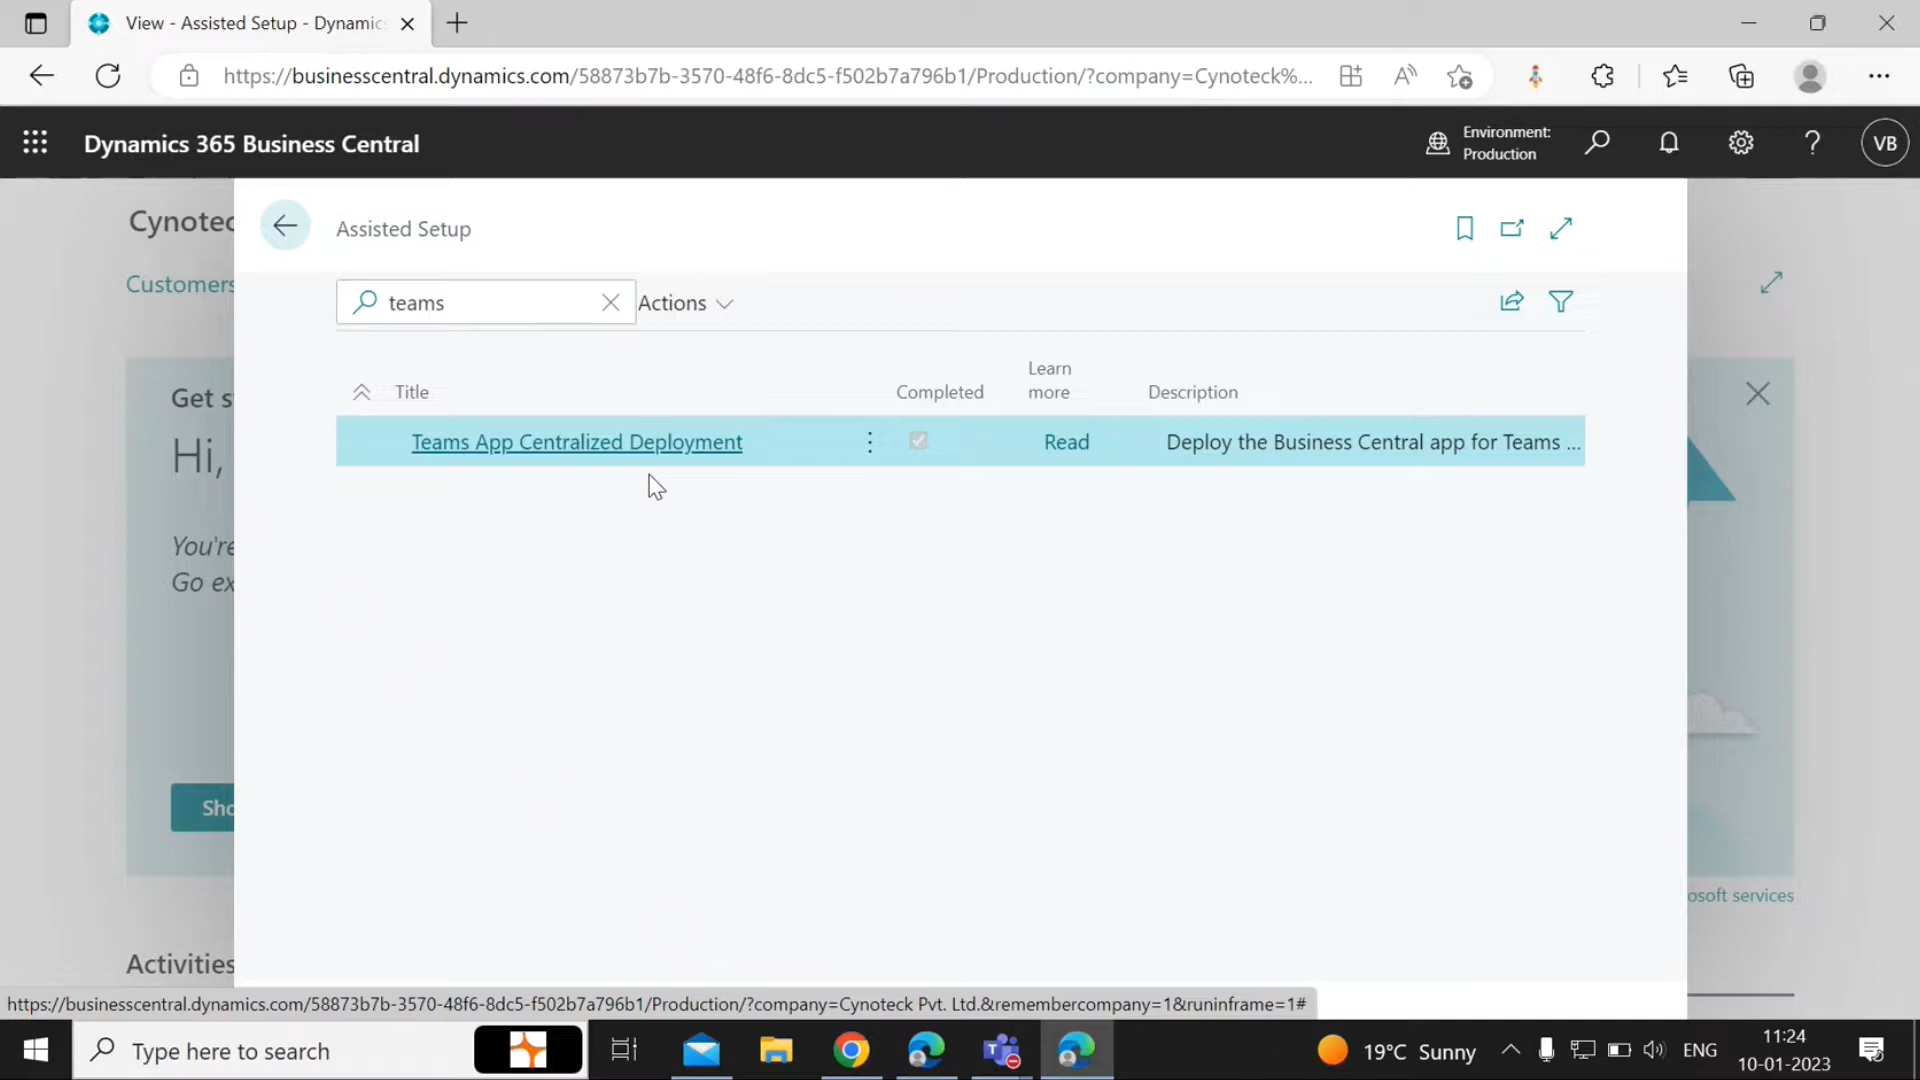 View - Assisted Setup - Dynamic
https://businesscentral.dynamics.com/58873b7b-3570-48f6-8dc5-f502b7a796b1/Production/?company=Cynoteck%...
Dynamics 365 Business Central
Environment:
Production
VB
Cynotec
Assisted Setup
Customers
teams
Actions
Title
Completed
Learn
more
Description
Teams App Centralized Deployment
Read
Deploy the Business Central app for Teams ...
Get s
Hi,
You're
Go ex
Sho
osoft services
Activities
https://businesscentral.dynamics.com/58873b7b-3570-48f6-8dc5-f502b7a796b1/Production/?company=Cynoteck Pvt. Ltd.&remembercompany=1&runinframe=1#
Type here to search
19°C Sunny
ENG
11:24
10-01-2023